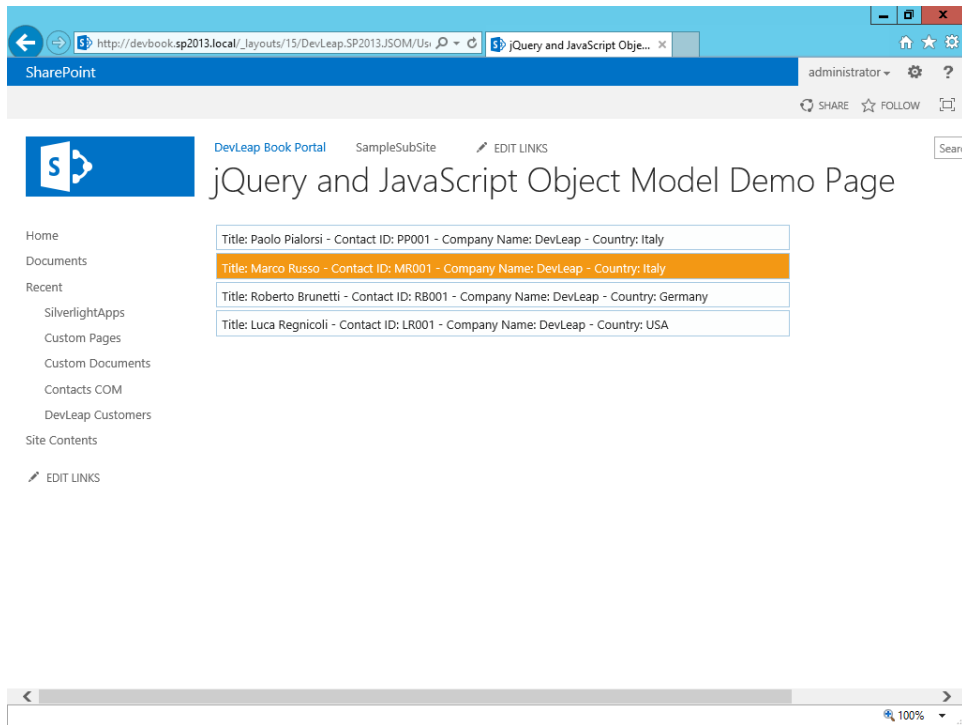 http://devbook.sp2013.local/_layouts/15/DevLeap.SP2013.JSOM/Us
jQuery and JavaScript Obje...
SharePoint
administrator
?
SHARE
FOLLOW
S
DevLeap Book Portal
SampleSubSite
EDIT LINKS
Sear
jQuery and JavaScript Object Model Demo Page
Home
Documents
Recent
SilverlightApps
Custom Pages
Custom Documents
Contacts COM
DevLeap Customers
Site Contents
EDIT LINKS
Title: Paolo Pialorsi - Contact ID: PP001 - Company Name: DevLeap - Country: Italy
Title: Marco Russo - Contact ID: MR001 - Company Name: DevLeap - Country: Italy
Title: Roberto Brunetti - Contact ID: RB001 - Company Name: DevLeap - Country: Germany
Title: Luca Regnicoli - Contact ID: LR001 - Company Name: DevLeap - Country: USA
100%